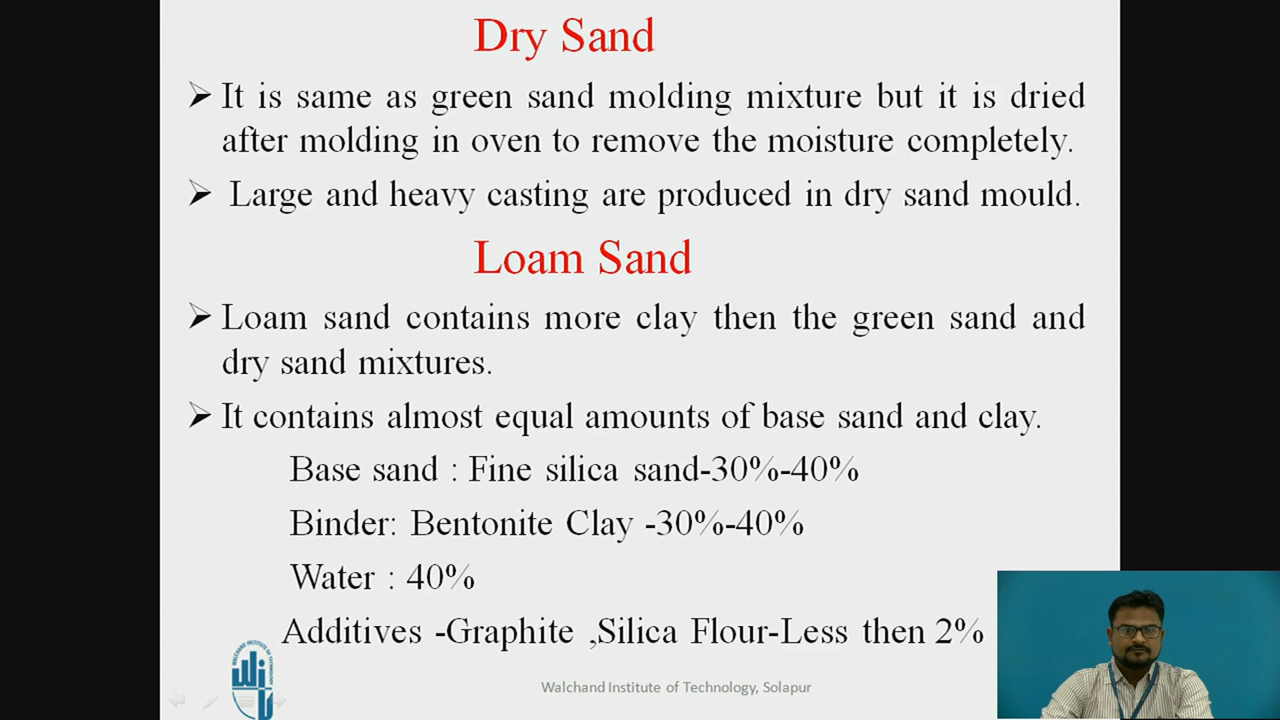 Dry Sand
It is same as green sand molding mixture but it is dried
after molding in oven to remove the moisture completely.
Large and heavy casting are produced in dry sand mould.
Loam Sand
Loam sand contains more clay then the green sand and
dry sand mixtures.
It contains almost equal amounts of base sand and clay.
Base sand : Fine silica sand-30%-40%
Binder: Bentonite Clay -30%-40%
Water : 40%
Additives -Graphite ,Silica Flour-Less then 2%
WALCHAND INSTITUTE OF TECHNOLOGY
Walchand Institute of Technology, Solapur